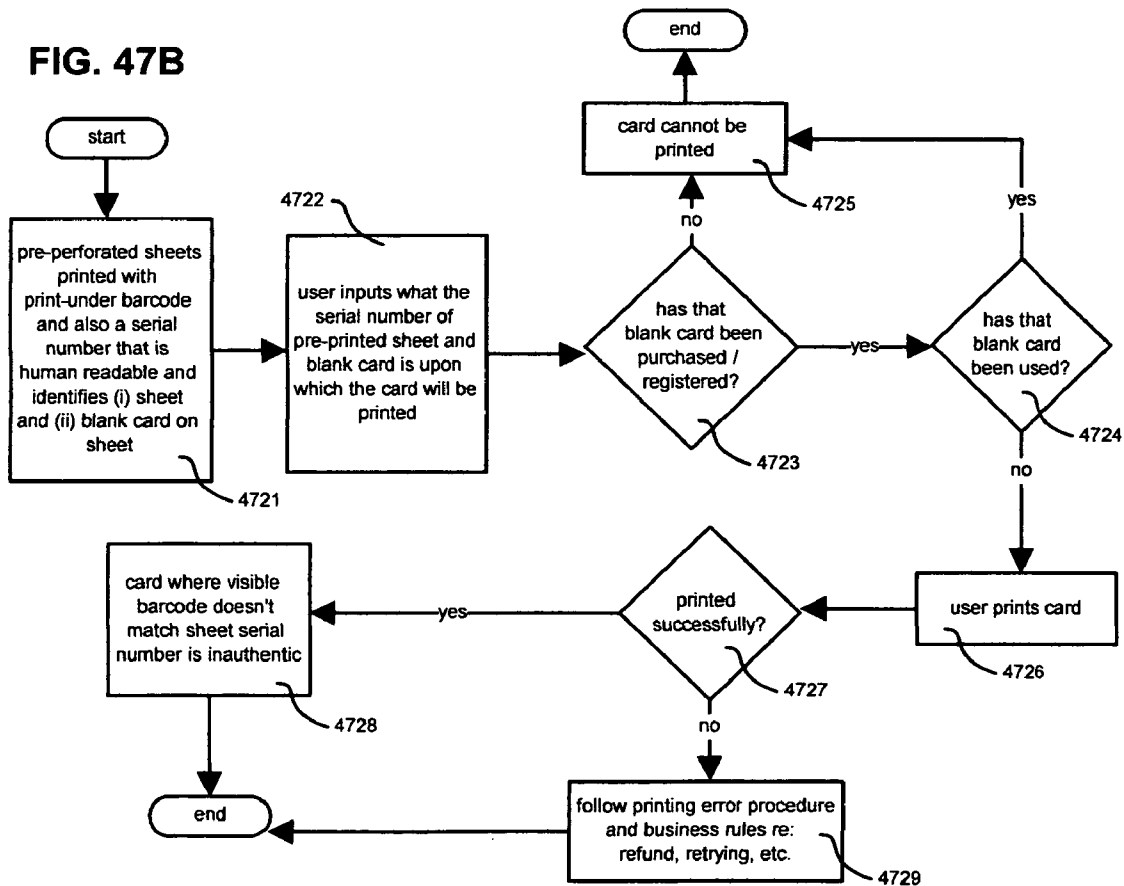 FIG. 47B
start
pre-perforated sheets
printed with
print-under barcode
and also a serial
number that is
human readable and
identifies (i) sheet
and (ii) blank card on
sheet
4721
4722
user inputs what the
serial number of
pre-printed sheet and
blank card is upon
which the card will be
printed
end
card cannot be
printed
4725
no
has that
blank card been
purchased /
registered?
4723
yes
yes
has that
blank card
been used?
4724
no
user prints card
4726
printed
successfully?
4727
yes
card where visible
barcode doesn't
match sheet serial
number is inauthentic
4728
no
follow printing error procedure
and business rules re:
refund, retrying, etc.
4729
end